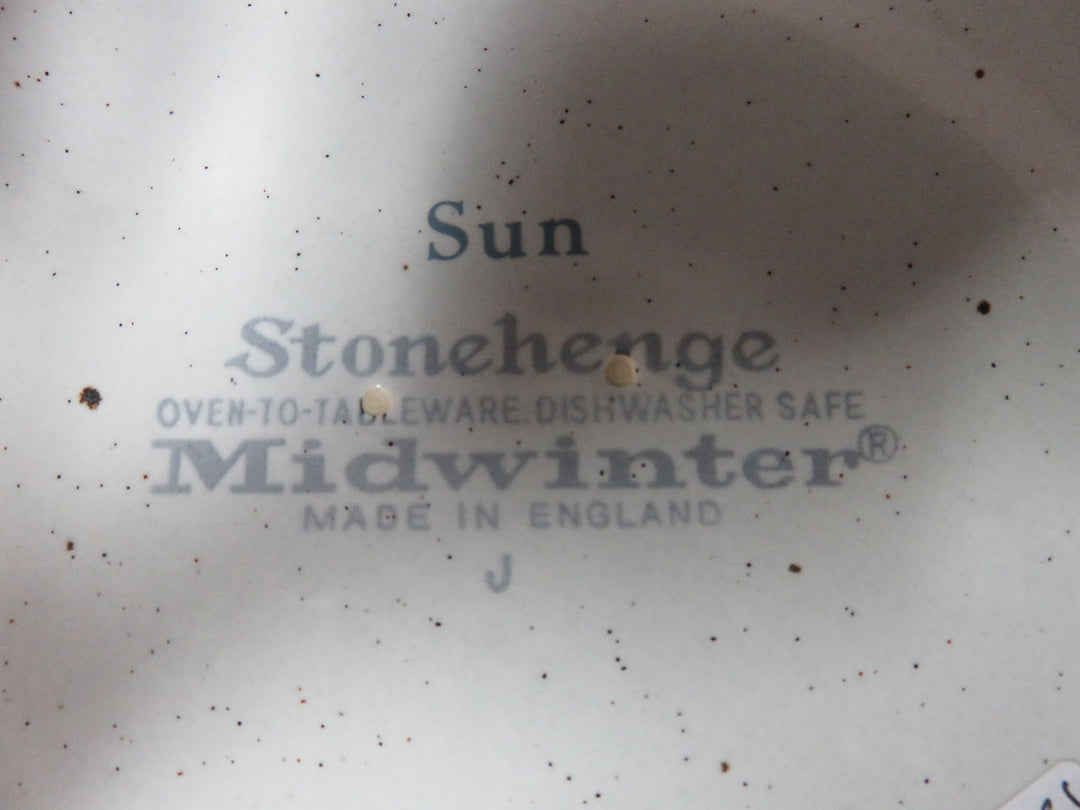 Sun
Stonehenge
OVEN-TO-TABLEWARE. DISHWASHER SAFE
Midwinter®
MADE IN ENGLAND
J